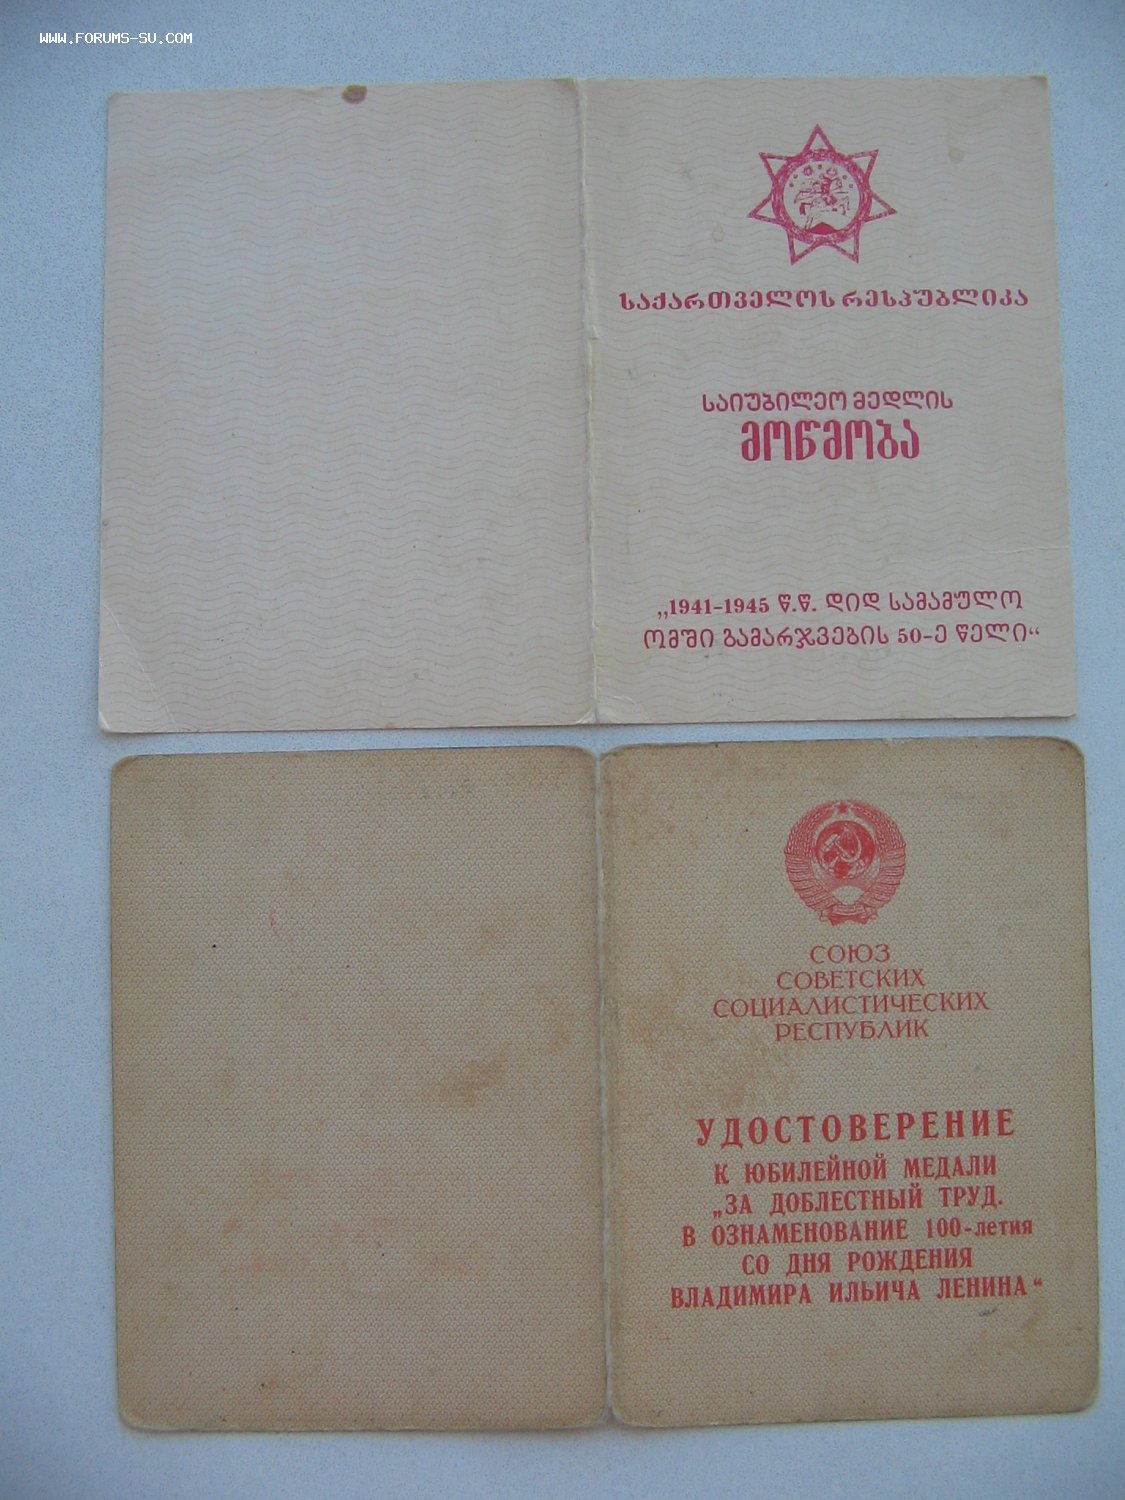 WWW.FORUMS-SU.COM
საქართველოს რესპუბლიკა
საიუბილეო მედლის
მოწმობა
„1941-1945 წ.წ. დიდ სამამულო
ომში გამარჯვების 50-ე წელი“
СОЮЗ
СОВЕТСКИХ
СОЦИАЛИСТИЧЕСКИХ
РЕСПУБЛИК
УДОСТОВЕРЕНИЕ
К ЮБИЛЕЙНОЙ МЕДАЛИ
„ЗА ДОБЛЕСТНЫЙ ТРУД.
В ОЗНАМЕНОВАНИЕ 100-летия
СО ДНЯ РОЖДЕНИЯ
ВЛАДИМИРА ИЛЬИЧА ЛЕНИНА“